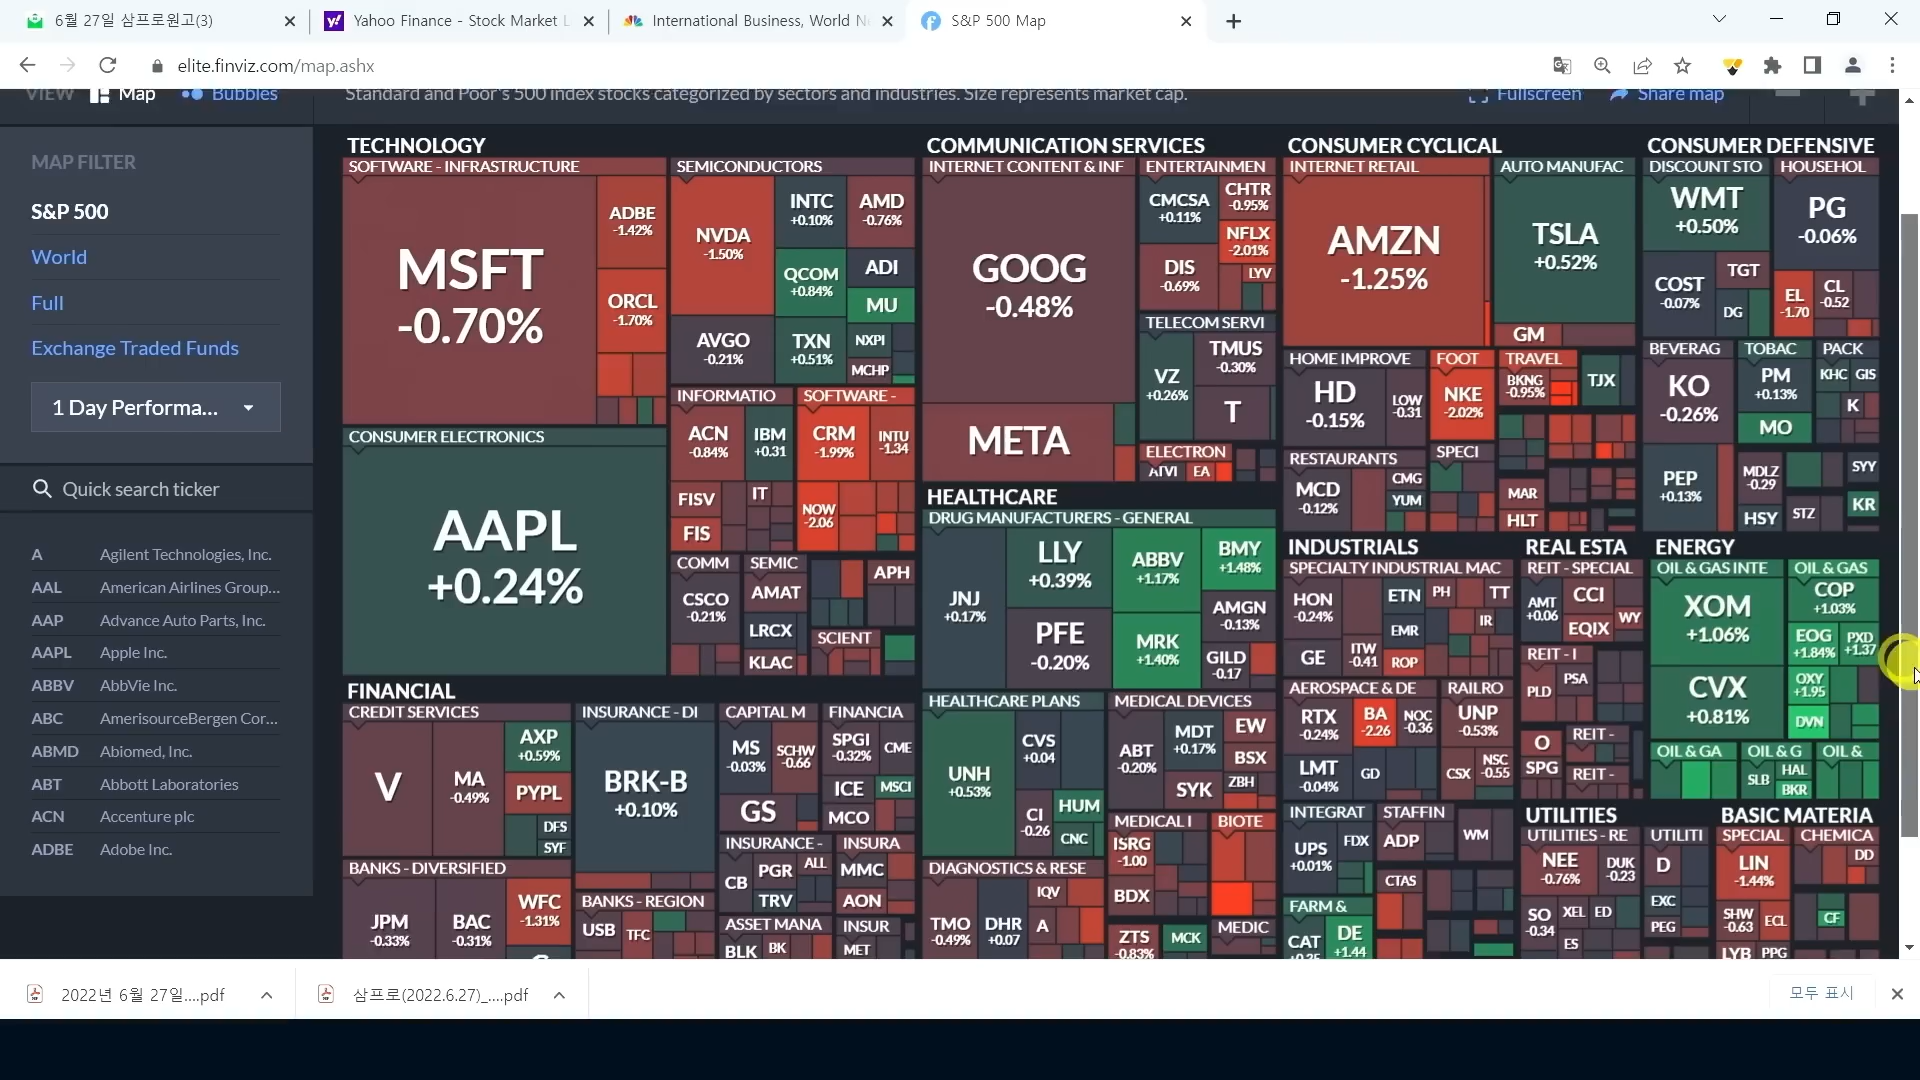 6월 27일 삼프로원고(3)
Yahoo Finance - Stock Market L
International Business, World N
S&P 500 Map
elite.finviz.com/map.ashx
VIEW Map Bubbles
Standard and Poor's 500 index stocks categorized by sectors and industries. Size represents market cap.
Fullscreen
Share map
MAP FILTER
S&P 500
World
Full
Exchange Traded Funds
1 Day Performa...
Quick search ticker
A Agilent Technologies, Inc.
AAL American Airlines Group...
AAP Advance Auto Parts, Inc.
AAPL Apple Inc.
ABBV AbbVie Inc.
ABC AmerisourceBergen Cor...
ABMD Abiomed, Inc.
ABT Abbott Laboratories
ACN Accenture plc
ADBE Adobe Inc.
TECHNOLOGY
SOFTWARE - INFRASTRUCTURE
MSFT
-0.70%
ADBE
-1.42%
ORCL
-1.70%
SEMICONDUCTORS
NVDA
-1.50%
INTC
+0.10%
AMD
-0.76%
QCOM
+0.84%
ADI
MU
AVGO
-0.21%
TXN
+0.51%
NXPI
MCHP
CONSUMER ELECTRONICS
AAPL
+0.24%
INFORMATIO
ACN
-0.84%
IBM
+0.31
FISV
IT
FIS
SOFTWARE -
CRM
-1.99%
INTU
-1.34
NOW
-2.06
COMM
CSCO
-0.21%
SEMIC
AMAT
LRCX
KLAC
APH
SCIENT
COMMUNICATION SERVICES
INTERNET CONTENT & INF
GOOG
-0.48%
META
ENTERTAINMEN
CMCSA
+0.11%
CHTR
-0.95%
NFLX
-2.01%
DIS
-0.69%
LYV
TELECOM SERVI
VZ
+0.26%
TMUS
-0.30%
T
ELECTRON
ATVI
EA
CONSUMER CYCLICAL
INTERNET RETAIL
AMZN
-1.25%
AUTO MANUFAC
TSLA
+0.52%
GM
HOME IMPROVE
HD
-0.15%
LOW
-0.31
FOOT
NKE
-2.02%
TRAVEL
BKNG
-0.95%
TJX
RESTAURANTS
MCD
-0.12%
CMG
YUM
SPECI
MAR
HLT
CONSUMER DEFENSIVE
DISCOUNT STO
WMT
+0.50%
COST
-0.07%
TGT
DG
HOUSEHOL
PG
-0.06%
EL
-1.70
CL
-0.52
BEVERAG
KO
-0.26%
PEP
+0.13%
TOBAC
PM
+0.13%
MO
PACK
KHC
GIS
K
MDLZ
-0.29
SYY
HSY
STZ
KR
HEALTHCARE
DRUG MANUFACTURERS - GENERAL
JNJ
+0.17%
LLY
+0.39%
ABBV
+1.17%
BMY
+1.48%
PFE
-0.20%
MRK
+1.40%
AMGN
-0.13%
GILD
-0.17
HEALTHCARE PLANS
UNH
+0.53%
CVS
+0.04
CI
-0.26
HUM
CNC
MEDICAL DEVICES
ABT
-0.20%
MDT
+0.17%
EW
BSX
SYK
ZBH
MEDICAL I
ISRG
-1.00
BDX
BIOTE
DIAGNOSTICS & RESE
TMO
-0.49%
DHR
+0.07
IQV
A
ZTS
-0.83%
MCK
MEDIC
FINANCIAL
CREDIT SERVICES
V
MA
-0.49%
AXP
+0.59%
PYPL
DFS
SYF
INSURANCE - DI
BRK-B
+0.10%
CAPITAL M
MS
-0.03%
SCHW
-0.66
GS
FINANCIA
SPGI
-0.32%
CME
ICE
MSCI
MCO
BANKS - DIVERSIFIED
JPM
-0.33%
BAC
-0.31%
WFC
-1.31%
BANKS - REGION
USB
TFC
INSURANCE -
CB
PGR
ALL
TRV
INSURA
MMC
AON
ASSET MANA
BLK
BK
INSUR
MET
INDUSTRIALS
SPECIALTY INDUSTRIAL MAC
HON
-0.24%
ETN
PH
TT
EMR
IR
GE
ITW
-0.41
ROP
AEROSPACE & DE
RTX
-0.24%
BA
-2.26
NOC
-0.36
LMT
-0.04%
GD
RAILRO
UNP
-0.53%
CSX
NSC
-0.55
INTEGRAT
UPS
+0.01%
FDX
STAFFIN
ADP
WM
CTAS
FARM &
CAT
DE
+1.44
REAL ESTA
REIT - SPECIAL
AMT
+0.06
CCI
EQIX
WY
REIT - I
PLD
PSA
O
SPG
REIT -
REIT -
ENERGY
OIL & GAS INTE
XOM
+1.06%
CVX
+0.81%
OIL & GAS
COP
+1.03%
EOG
+1.84%
PXD
+1.37
OXY
+1.95
DVN
OIL & GA
OIL & G
SLB
HAL
BKR
OIL &
UTILITIES
UTILITIES - RE
NEE
-0.76%
DUK
-0.23
SO
-0.34
XEL
ED
ES
UTILITI
D
EXC
PEG
BASIC MATERIA
SPECIAL
LIN
-1.44%
SHW
-0.63
ECL
LYB
PPG
CHEMICA
DD
CF
2022년 6월 27일....pdf
삼프로(2022.6.27)_....pdf
모두 표시